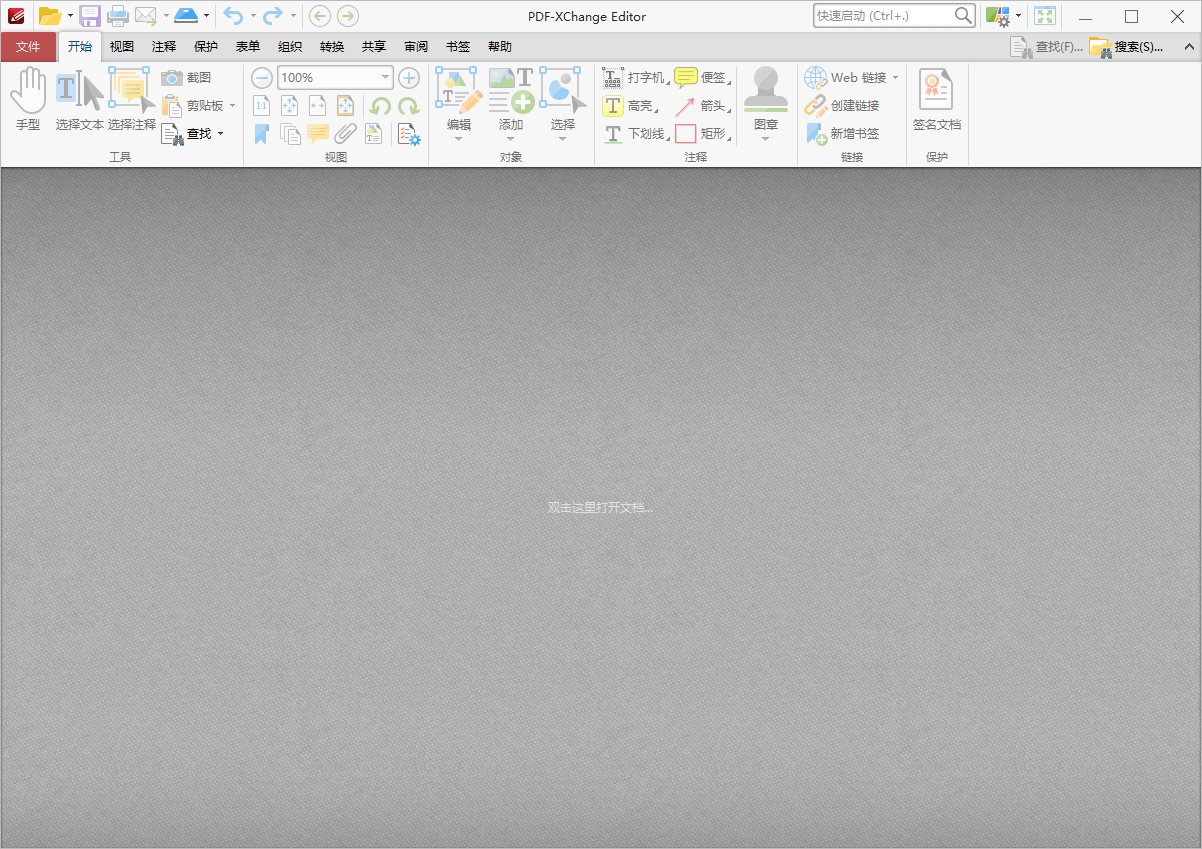 PDF-XChange Editor
快速启动 (Ctrl+.)
文件 开始 视图 注释 保护 表单 组织 转换 共享 审阅 书签 帮助 查找(F)... 搜索(S)...
手型 选择文本 选择注释 截图 剪贴板 查找
工具
100%
1:1
视图
编辑 添加 选择
对象
打字机 便签
高亮 箭头
下划线 矩形
图章
注释
Web 链接
创建链接
新增书签
链接
签名文档
保护
双击这里打开文档...